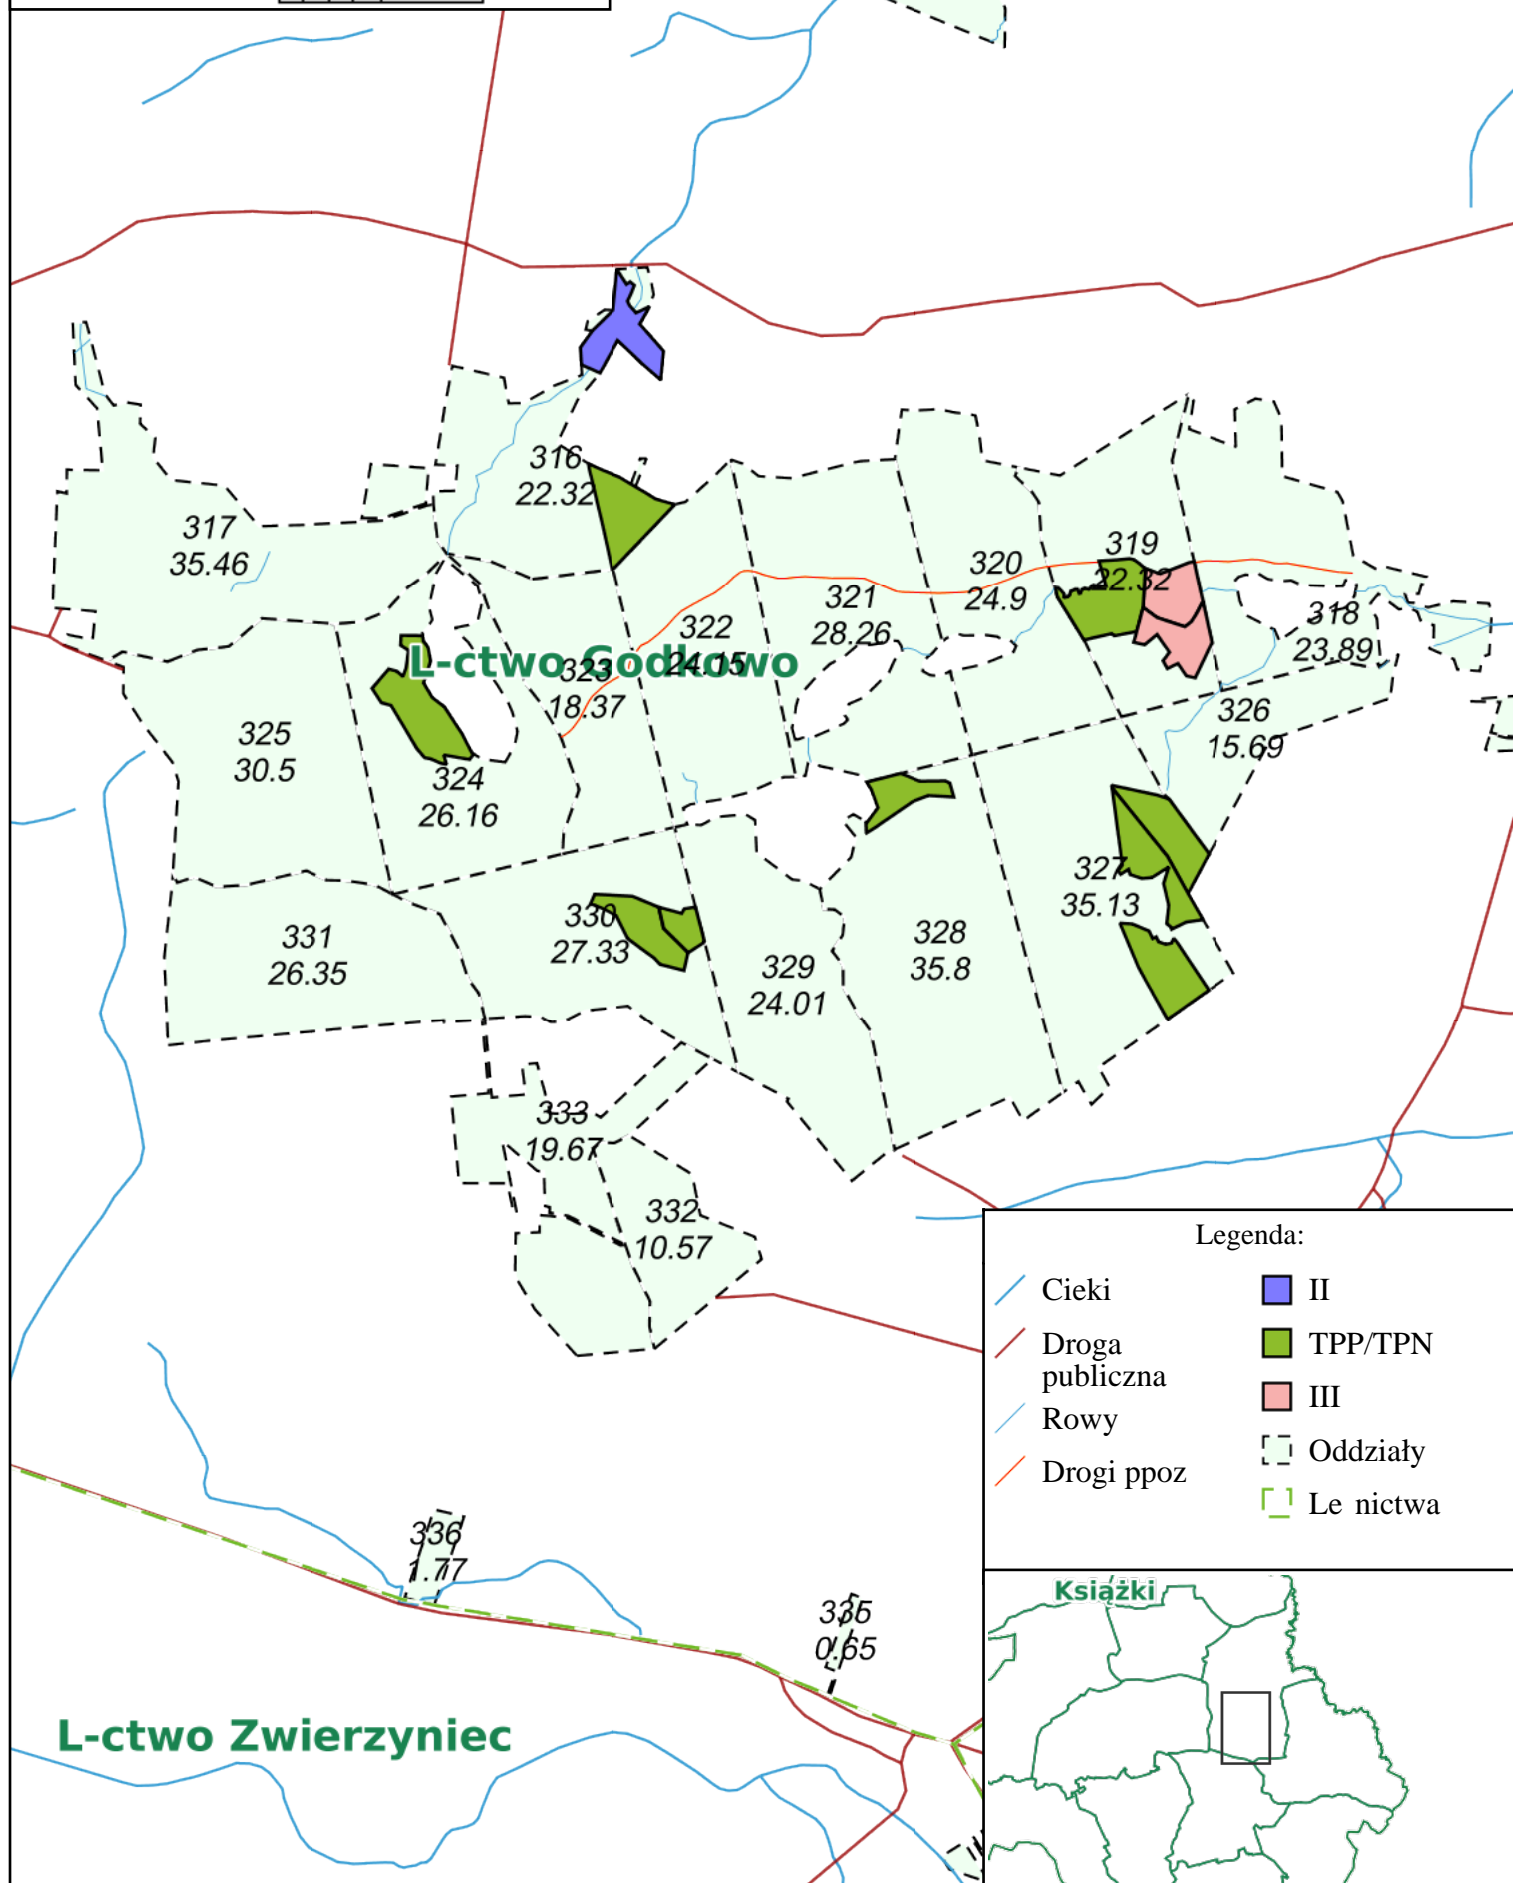 316
22.32
317
35.46
319
22.32
320
24.9
321
28.26
318
23.89
322
24.15
L-ctwo Godkowo
323
18.37
326
15.69
325
30.5
324
26.16
327
35.13
330
27.33
331
26.35
328
35.8
329
24.01
333
19.67
332
10.57
Legenda:
Cieki
II
Droga
publiczna
TPP/TPN
III
Rowy
Oddziały
Drogi ppoz
Le nictwa
336
1.77
335
0.65
Książki
L-ctwo Zwierzyniec